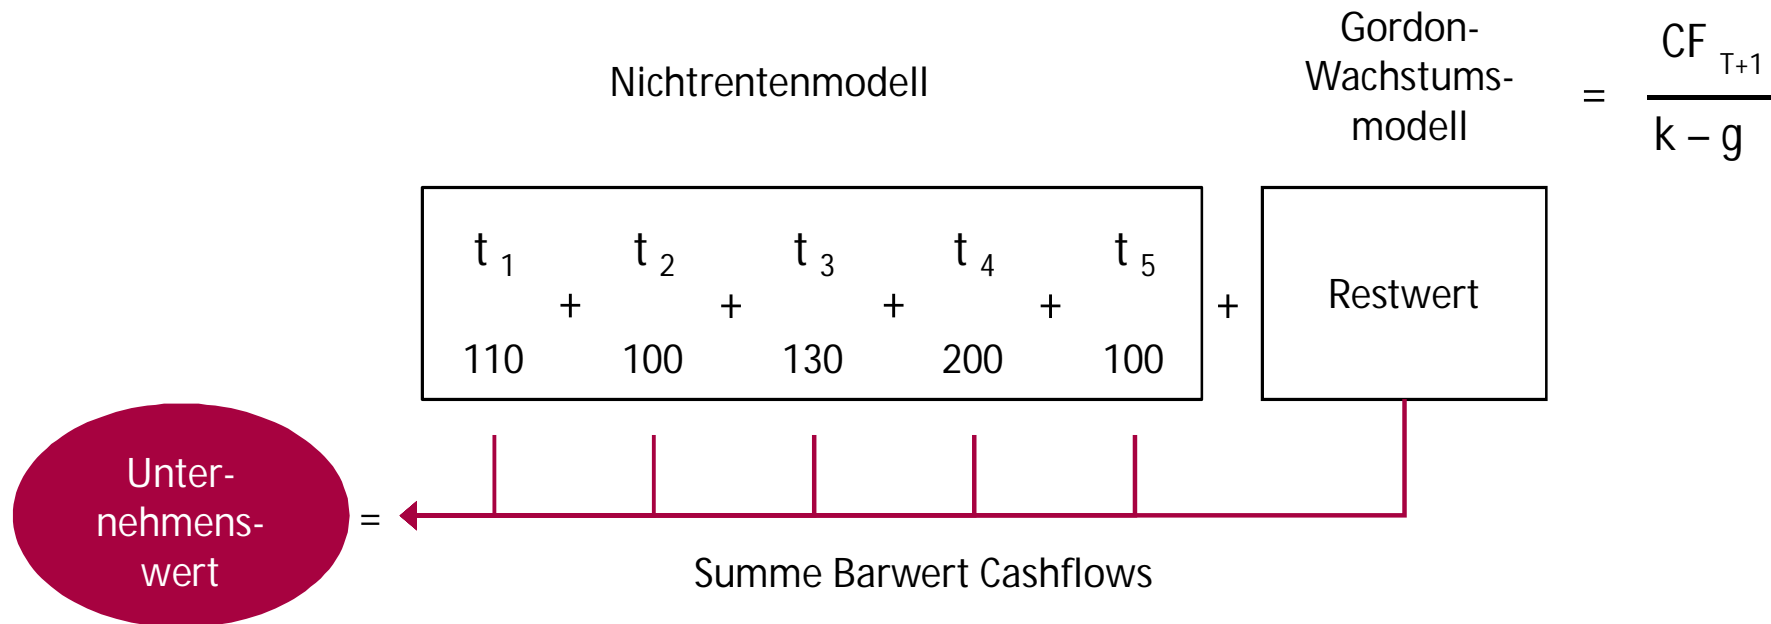 Nichtrentenmodell
Gordon-
Wachstums-
modell
=
CF T+1
k – g
t 1 t 2 t 3 t 4 t 5
+ + + + +
110 100 130 200 100
Restwert
Unter-
nehmens-
wert
=
Summe Barwert Cashflows